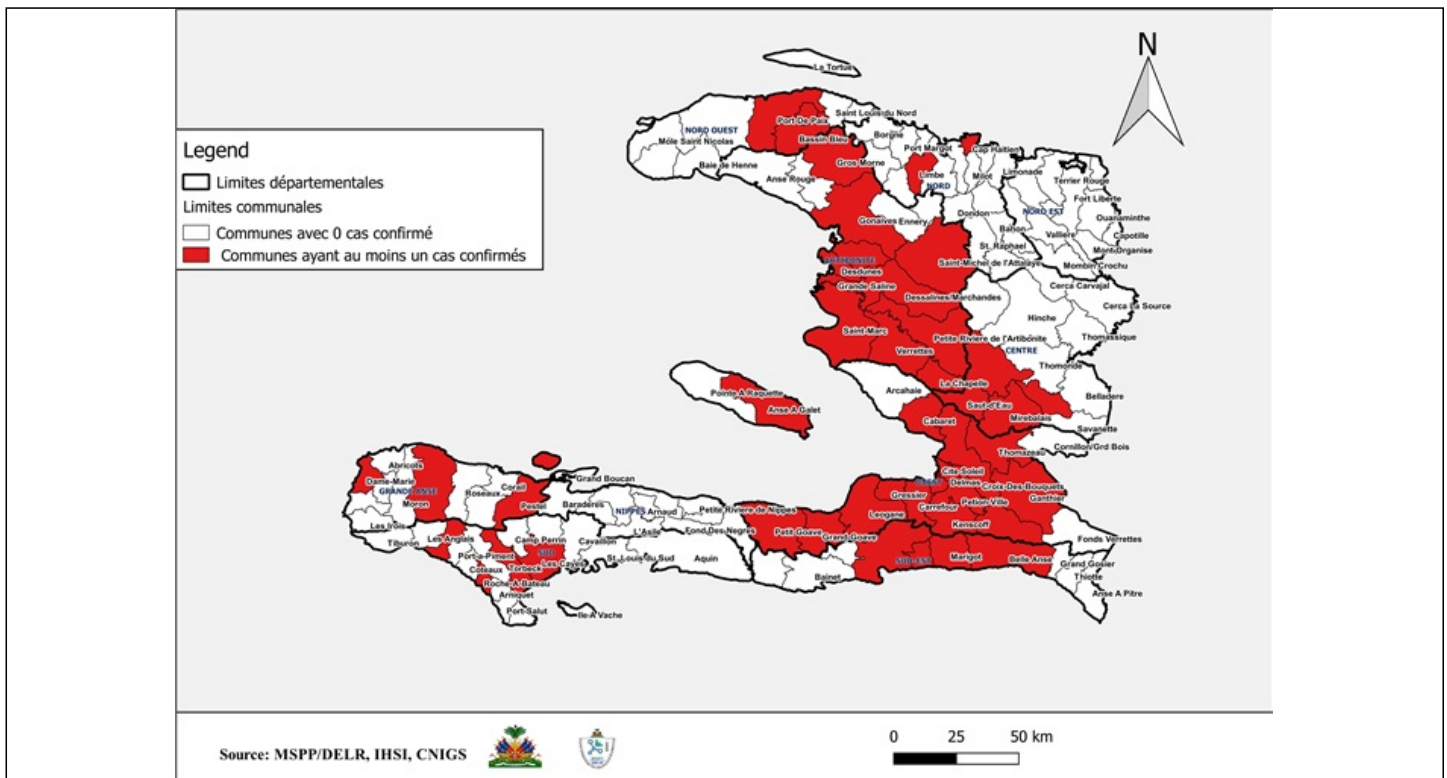 N
La Tortue
Saint Louis du Nord
Port De Paix
NORD OUEST
Môle Saint Nicolas
Bassin Bleu
Borgne
Port Margot
Cap Haïtien
Baie de Henne
Gros Morne
Limbe
Milot
Limonade
Terrier Rouge
Anse Rouge
NORD
Fort Liberte
Gonaïves
Ennery
Dondon
NORD EST
Ouanaminthe
Bahon
Valliere
Capotille
St. Raphael
Mont-Organise
Saint-Michel de l'Attalaye
Mombin Crochu
Desdunes
Grande Saline
Cerca Carvajal
Dessalines/Marchandes
Cerca La Source
Hinche
Saint-Marc
Petite Riviere de l'Artibonite
Thomassique
Verrettes
CENTRE
Thomonde
Arcahaie
La Chapelle
Belladere
Pointe A Raquette
Saut-d'Eau
Anse A Galet
Cabaret
Mirebalais
Savanette
Cornillon/Grd Bois
Thomazeau
Abricots
Cite Soleil
Dame-Marie
Corail
Grand Boucan
Delmas
Croix-Des-Bouquets
GRANDE ANSE
Roseaux
Gressier
Petion Ville
Ganthier
Moron
Pestel
Baraderes
NIPPES
Arnaud
Petite Riviere de Nippes
Leogane
Carrefour
Les Irois
Petit Goave
Kenscoff
Tiburon
Les Anglais
Camp Perrin
Cavaillon
L'Asile
Fond Des Negres
Grand Goave
Fonds Verrettes
Port-a-Piment
SUD
St. Louis du Sud
Aquin
Marigot
Belle Anse
Coteaux
Torbeck
Les Cayes
SUD-EST
Grand Gosier
Roche-A-Bateau
Bainet
Thiotte
Arniquet
Anse A Pitre
Port-Salut
Ile A Vache
Legend
Limites départementales
Limites communales
Communes avec 0 cas confirmé
Communes ayant au moins un cas confirmés
Source: MSPP/DELR, IHSI, CNIGS
0 25 50 km